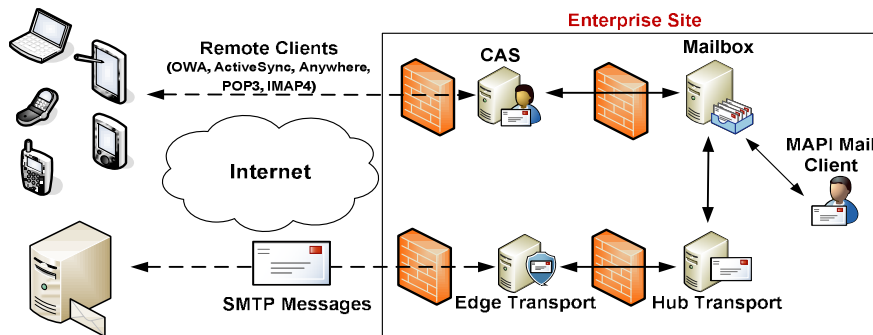 Enterprise Site
Remote Clients
(OWA, ActiveSync, Anywhere,
POP3, IMAP4)
CAS
Mailbox
MAPI Mail
Client
Internet
SMTP Messages
Edge Transport
Hub Transport